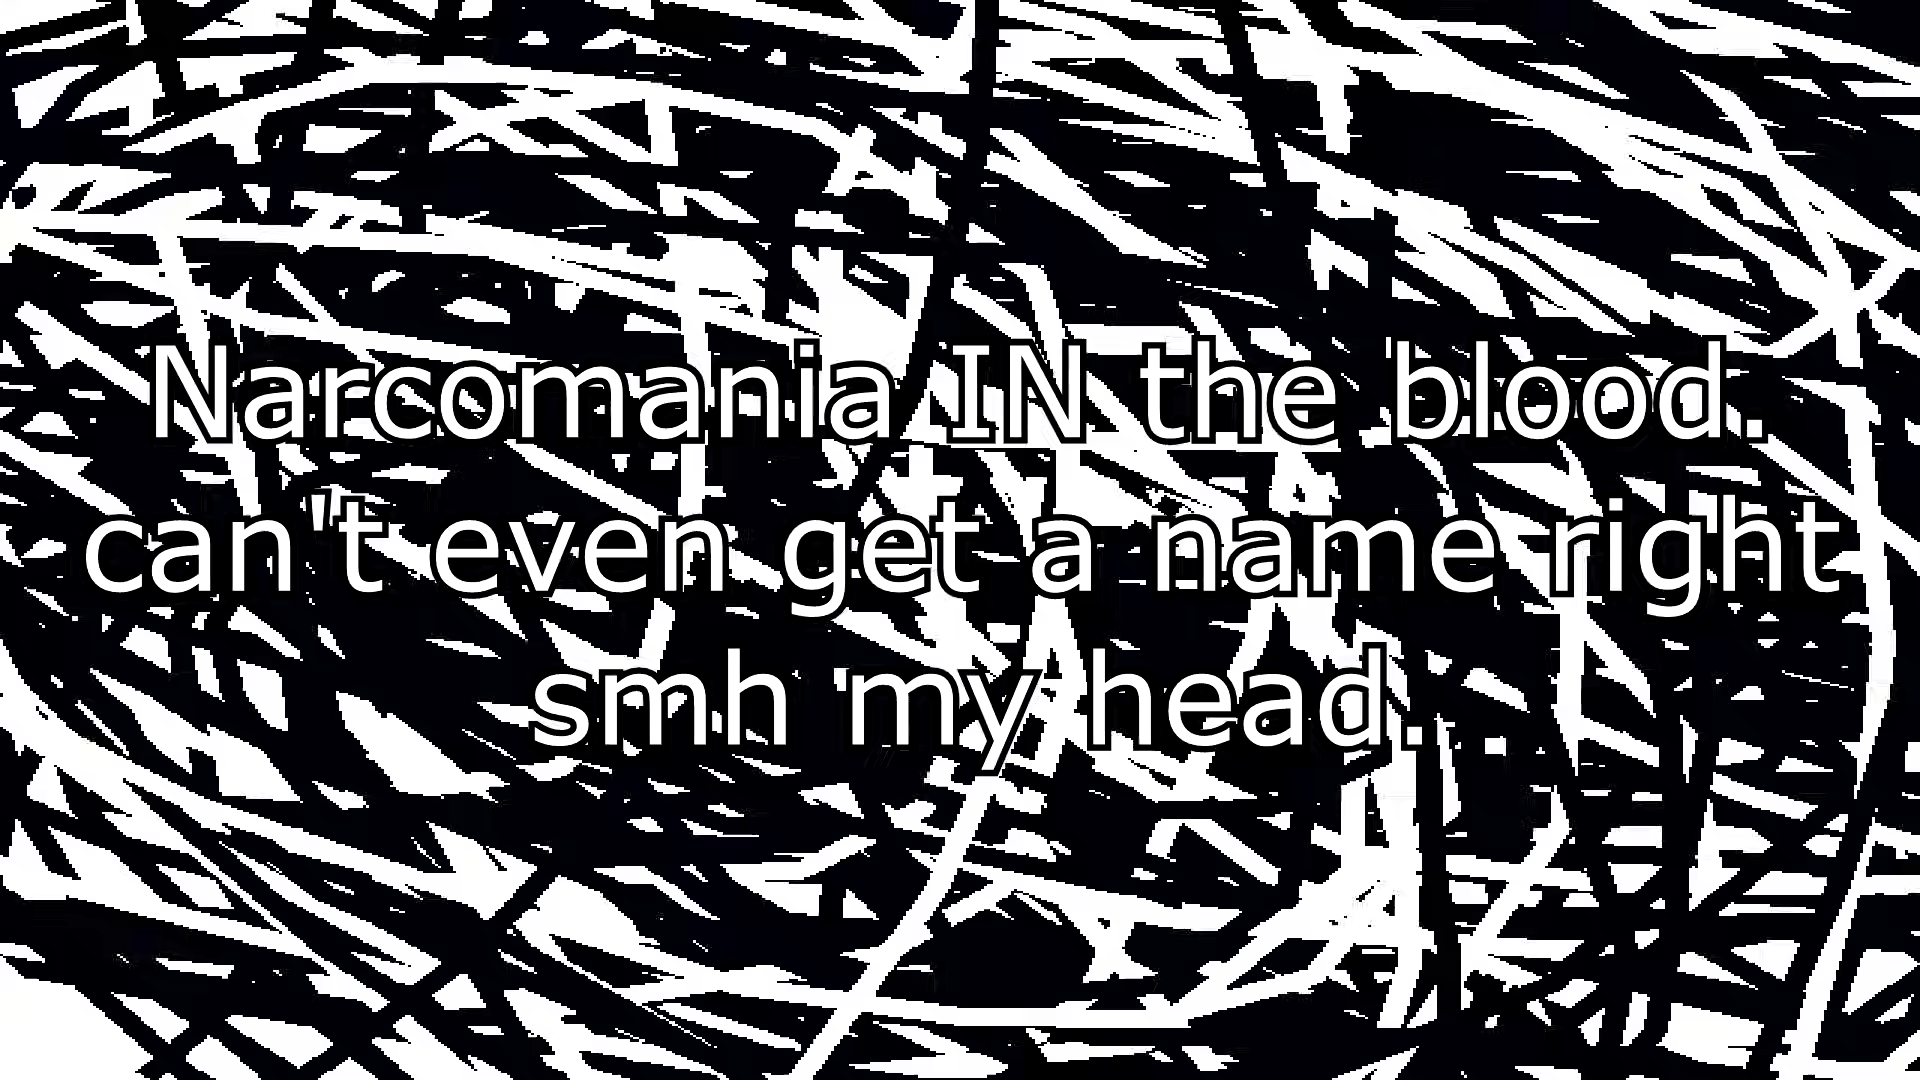 Narcomania IN the blood.
can't even get a name right
smh my head.